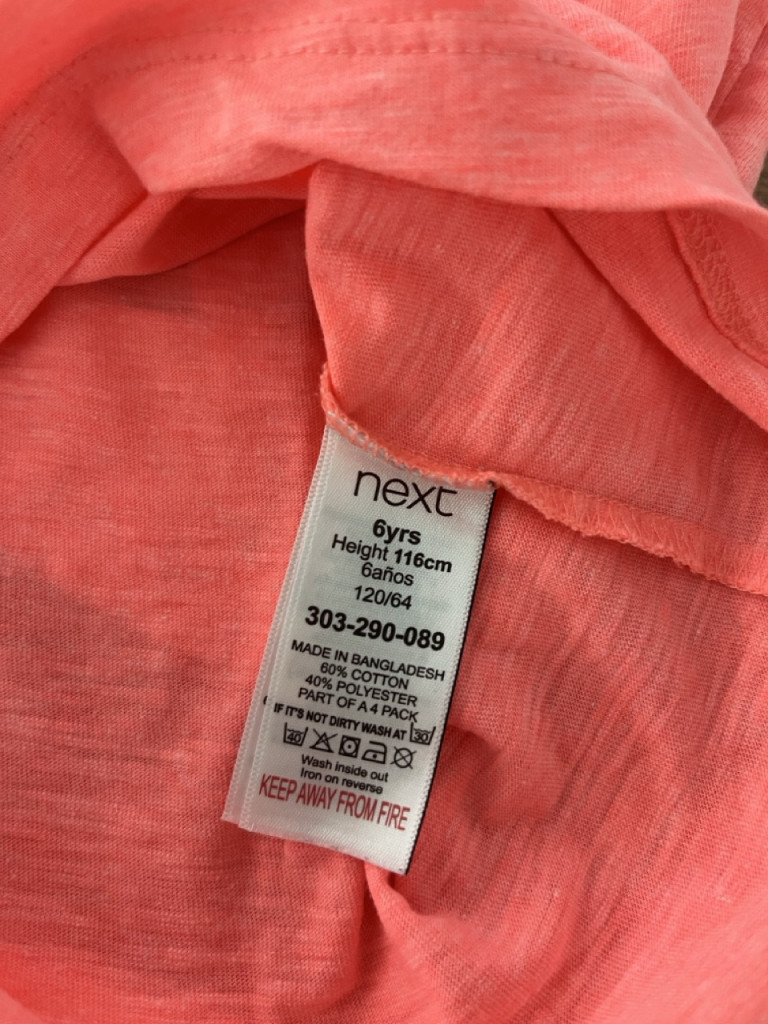 next
6yrs
Height 116cm
6años
120/64
303-290-089
MADE IN BANGLADESH
60% COTTON
40% POLYESTER
PART OF A 4 PACK
IF IT'S NOT DIRTY WASH AT 30
40
Wash inside out
Iron on reverse
KEEP AWAY FROM FIRE